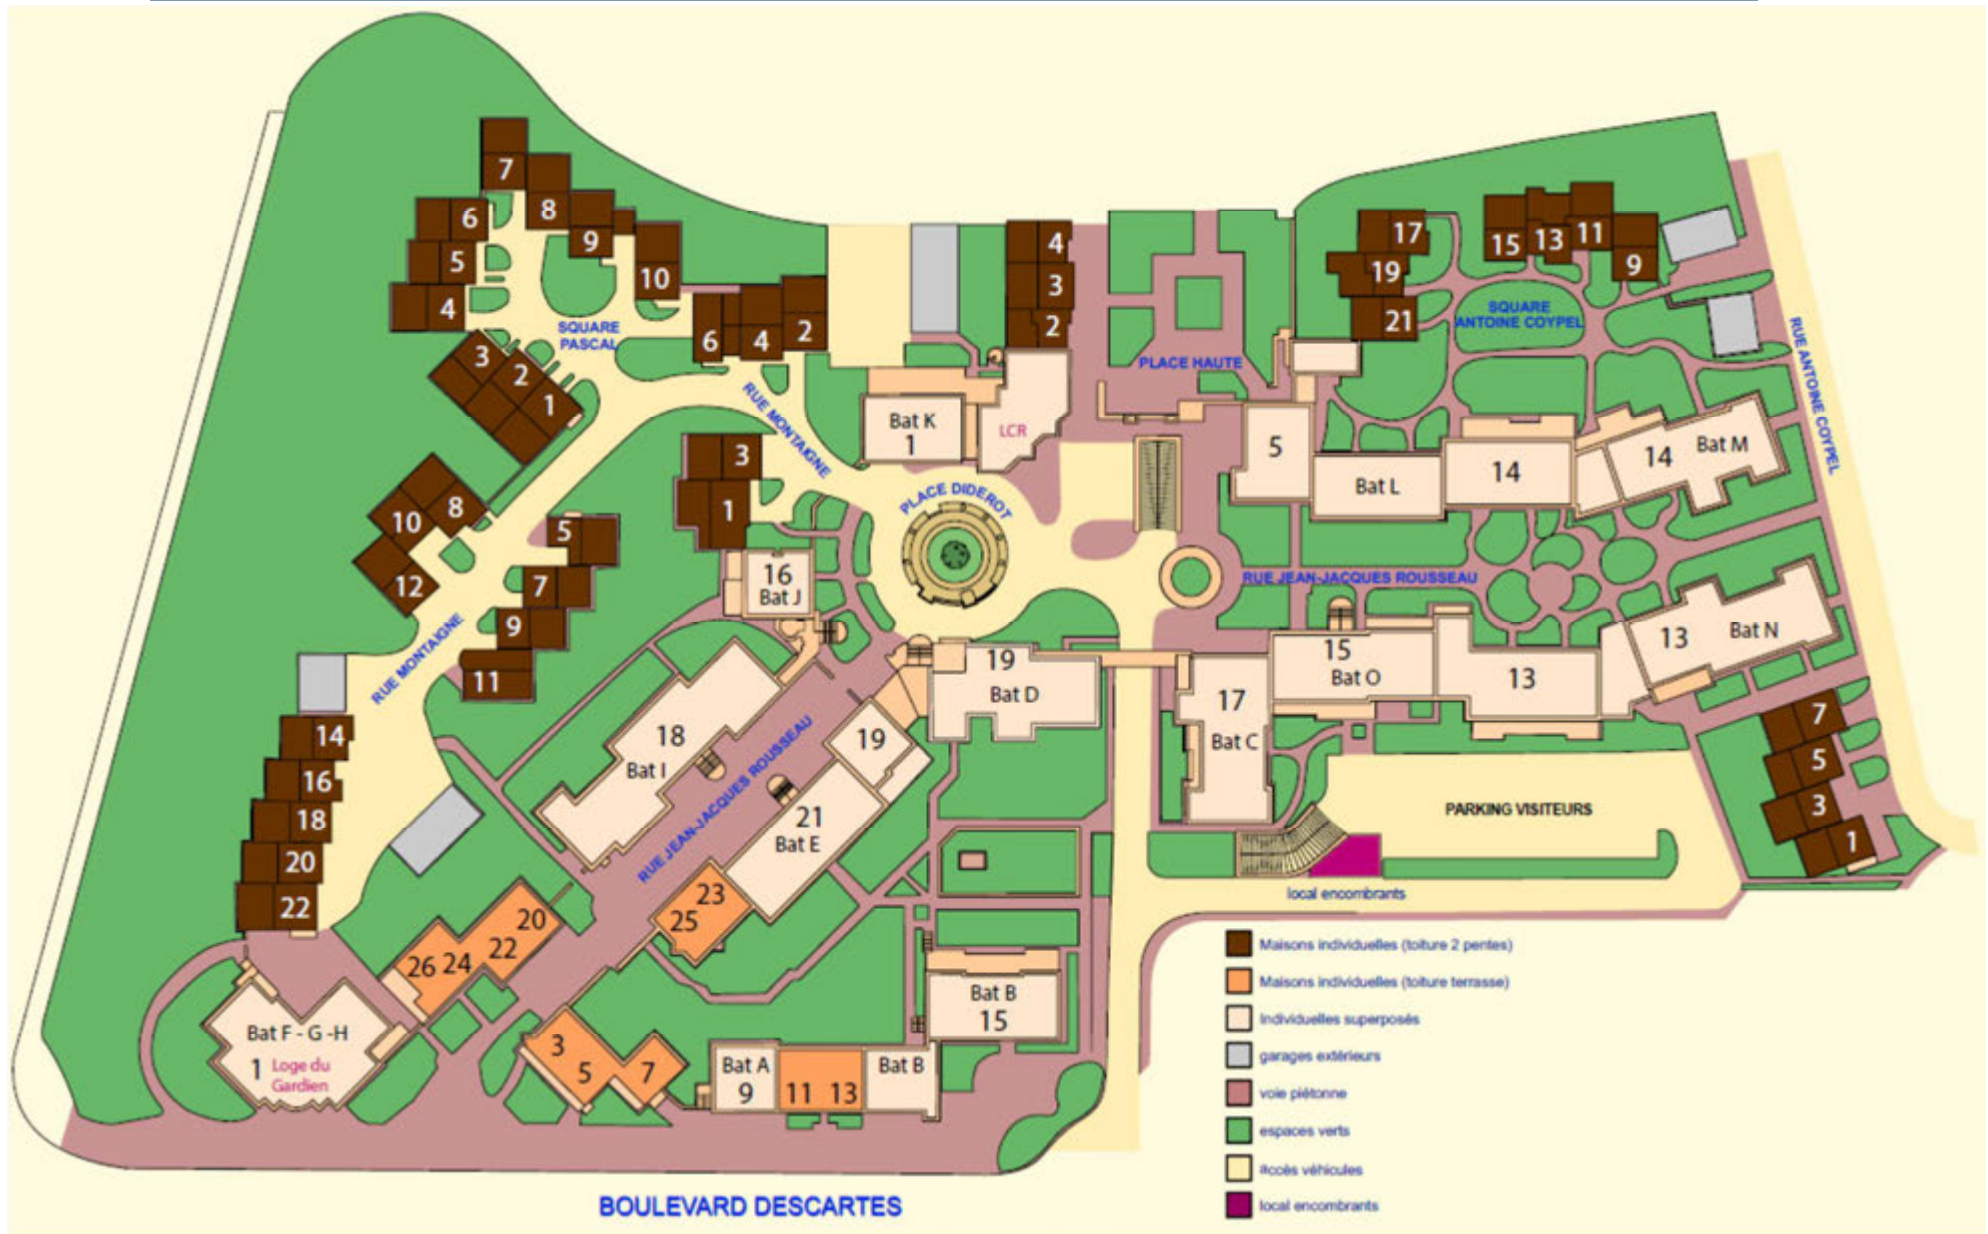 7
8
9
10
6
5
4
SQUARE
PASCAL
3
2
1
6
4
2
4
3
2
17
19
21
15
13
11
9
SQUARE
ANTOINE COYPEL
RUE ANTOINE COYPEL
PLACE HAUTE
RUE MONTAIGNE
Bat K
1
LCR
3
1
PLACE DIDEROT
5
Bat L
14
14
Bat M
8
10
12
5
7
9
11
RUE MONTAIGNE
16
Bat J
RUE JEAN-JACQUES ROUSSEAU
19
Bat D
15
Bat O
13
13
Bat N
17
Bat C
14
16
18
20
22
18
Bat I
19
21
Bat E
RUE JEAN-JACQUES ROUSSEAU
23
25
7
5
3
1
PARKING VISITEURS
local encombrants
20
22
24
26
Bat F - G -H
1 Loge du
Gardien
3
5
7
Bat A
9
11
13
Bat B
Bat B
15
BOULEVARD DESCARTES
Maisons individuelles (toiture 2 pentes)
Maisons individuelles (toiture terrasse)
Individuelles superposés
garages extérieurs
voie piétonne
espaces verts
accès véhicules
local encombrants